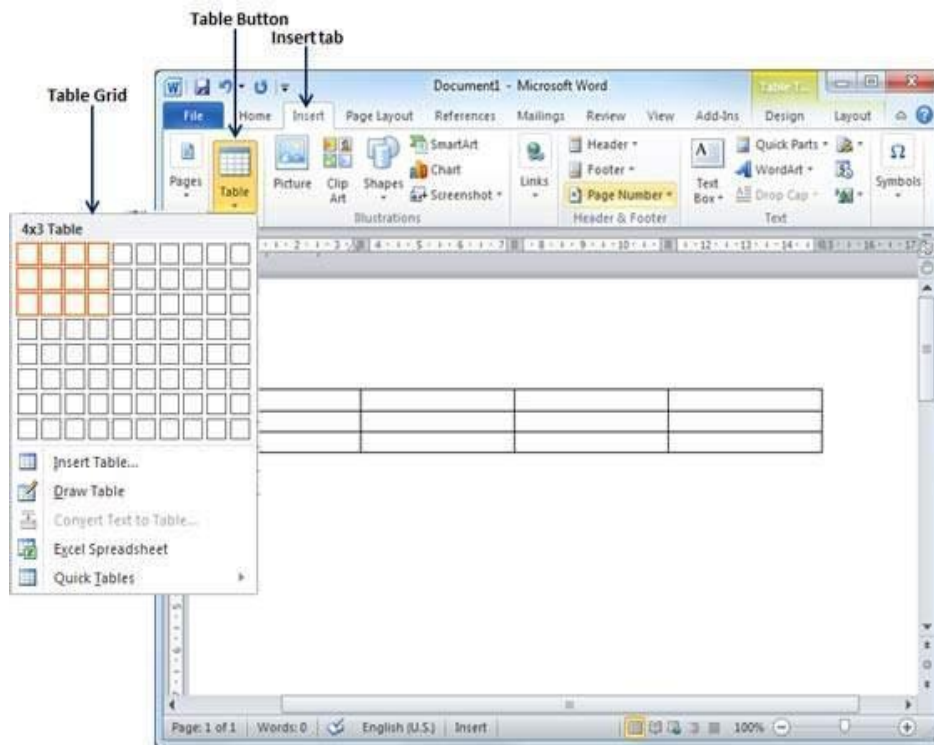 Table Button
Insert tab
Table Grid
Document1 - Microsoft Word
File Home Insert Page Layout References Mailings Review View Add-Ins Design Layout
Pages
Table
Picture
Clip Art
Shapes
SmartArt
Chart
Screenshot
Links
Header
Footer
Page Number
Text Box
Quick Parts
WordArt
Drop Cap
Symbols
Illustrations
Header & Footer
Text
4x3 Table
Insert Table...
Draw Table
Convert Text to Table...
Excel Spreadsheet
Quick Tables
Page: 1 of 1 Words: 0 English (U.S.) Insert 100%